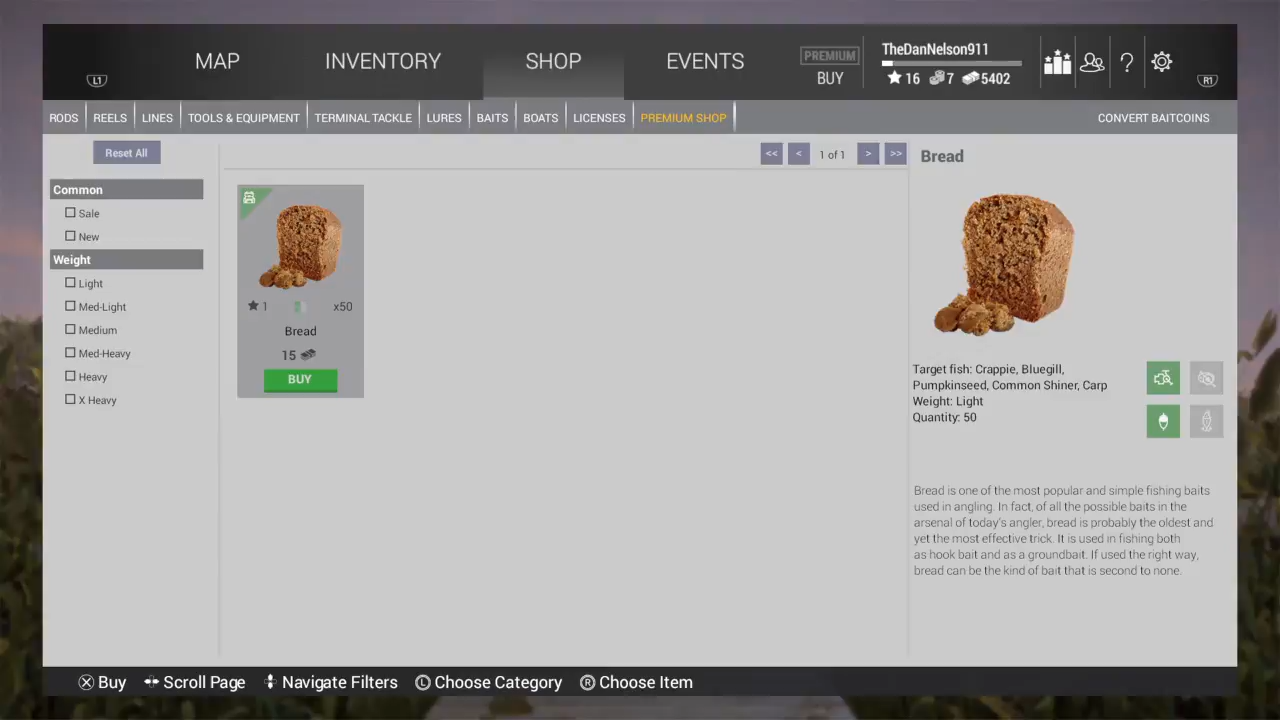 MAP
INVENTORY
SHOP
EVENTS
PREMIUM
BUY
TheDanNelson911
16
7
5402
L1
R1
RODS
REELS
LINES
TOOLS & EQUIPMENT
TERMINAL TACKLE
LURES
BAITS
BOATS
LICENSES
PREMIUM SHOP
CONVERT BAITCOINS
Reset All
<<
<
1 of 1
>
>>
Common
Sale
New
Weight
Light
Med-Light
Medium
Med-Heavy
Heavy
X Heavy
1
x50
Bread
15
BUY
Bread
Target fish: Crappie, Bluegill,
Pumpkinseed, Common Shiner, Carp
Weight: Light
Quantity: 50
Bread is one of the most popular and simple fishing baits
used in angling. In fact, of all the possible baits in the
arsenal of today's angler, bread is probably the oldest and
yet the most effective trick. It is used in fishing both
as hook bait and as a groundbait. If used the right way,
bread can be the kind of bait that is second to none.
Buy
Scroll Page
Navigate Filters
L Choose Category
R Choose Item